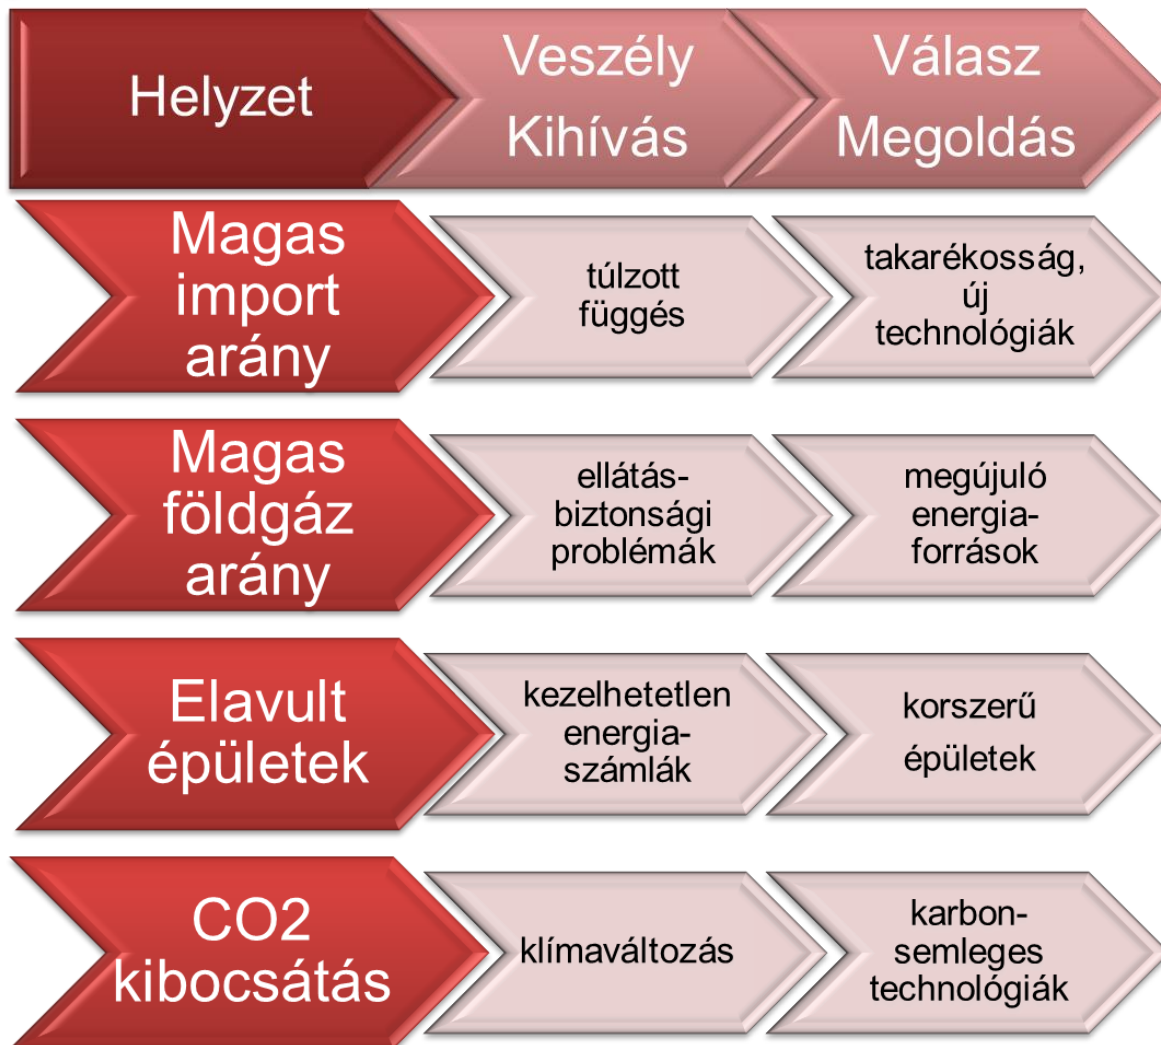 Helyzet
Veszély
Kihívás
Válasz
Megoldás
Magas
import
arány
túlzott
függés
takarékosság,
új
technológiák
Magas
földgáz
arány
ellátás-
biztonsági
problémák
megújuló
energia-
források
Elavult
épületek
kezelhetetlen
energia-
számlák
korszerű
épületek
CO2
kibocsátás
klímaváltozás
karbon-
semleges
technológiák